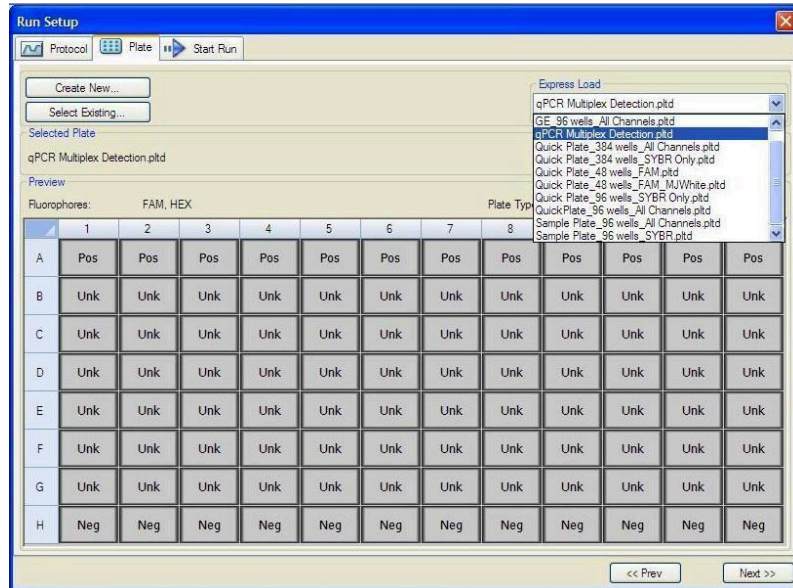 Run Setup
Protocol Plate Start Run
Create New...
Select Existing...
Express Load
qPCR Multiplex Detection.pltd
GE_96 wells_All Channels.pltd
qPCR Multiplex Detection.pltd
Quick Plate_384 wells_All Channels.pltd
Quick Plate_384 wells_SYBR Only.pltd
Quick Plate_48 wells_FAM.pltd
Quick Plate_48 wells_FAM_MJWhite.pltd
Quick Plate_96 wells_SYBR Only.pltd
QuickPlate_96 wells_All Channels.pltd
Sample Plate_96 wells_All Channels.pltd
Sample Plate_96 wells_SYBR.pltd
Selected Plate
qPCR Multiplex Detection.pltd
Preview
Fluorophores: FAM, HEX Plate Typ
1 2 3 4 5 6 7 8
A Pos Pos Pos Pos Pos Pos Pos Pos Pos Pos Pos Pos
B Unk Unk Unk Unk Unk Unk Unk Unk Unk Unk Unk Unk
C Unk Unk Unk Unk Unk Unk Unk Unk Unk Unk Unk Unk
D Unk Unk Unk Unk Unk Unk Unk Unk Unk Unk Unk Unk
E Unk Unk Unk Unk Unk Unk Unk Unk Unk Unk Unk Unk
F Unk Unk Unk Unk Unk Unk Unk Unk Unk Unk Unk Unk
G Unk Unk Unk Unk Unk Unk Unk Unk Unk Unk Unk Unk
H Neg Neg Neg Neg Neg Neg Neg Neg Neg Neg Neg Neg
<< Prev Next >>